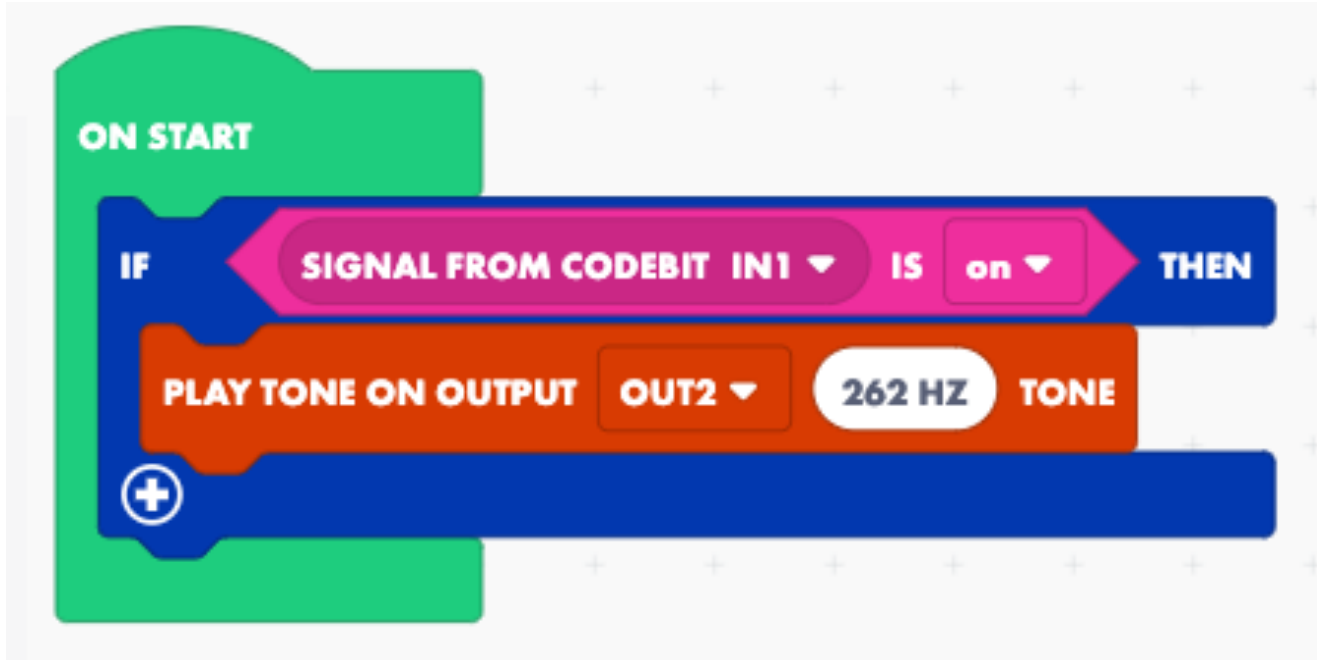 ON START
IF SIGNAL FROM CODEBIT IN1 IS on THEN
PLAY TONE ON OUTPUT OUT2 262 HZ TONE